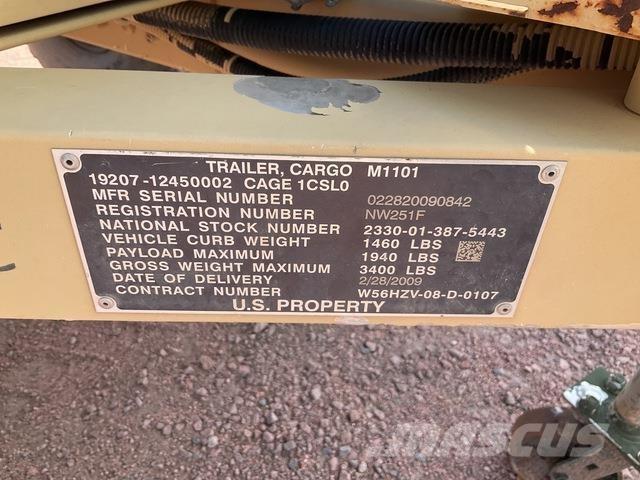 TRAILER, CARGO M1101
19207-12450002 CAGE 1CSL0
MFR SERIAL NUMBER 022820090842
REGISTRATION NUMBER NW251F
NATIONAL STOCK NUMBER 2330-01-387-5443
VEHICLE CURB WEIGHT 1460 LBS
PAYLOAD MAXIMUM 1940 LBS
GROSS WEIGHT MAXIMUM 3400 LBS
DATE OF DELIVERY 2/28/2009
CONTRACT NUMBER W56HZV-08-D-0107
U.S. PROPERTY
MASCUS